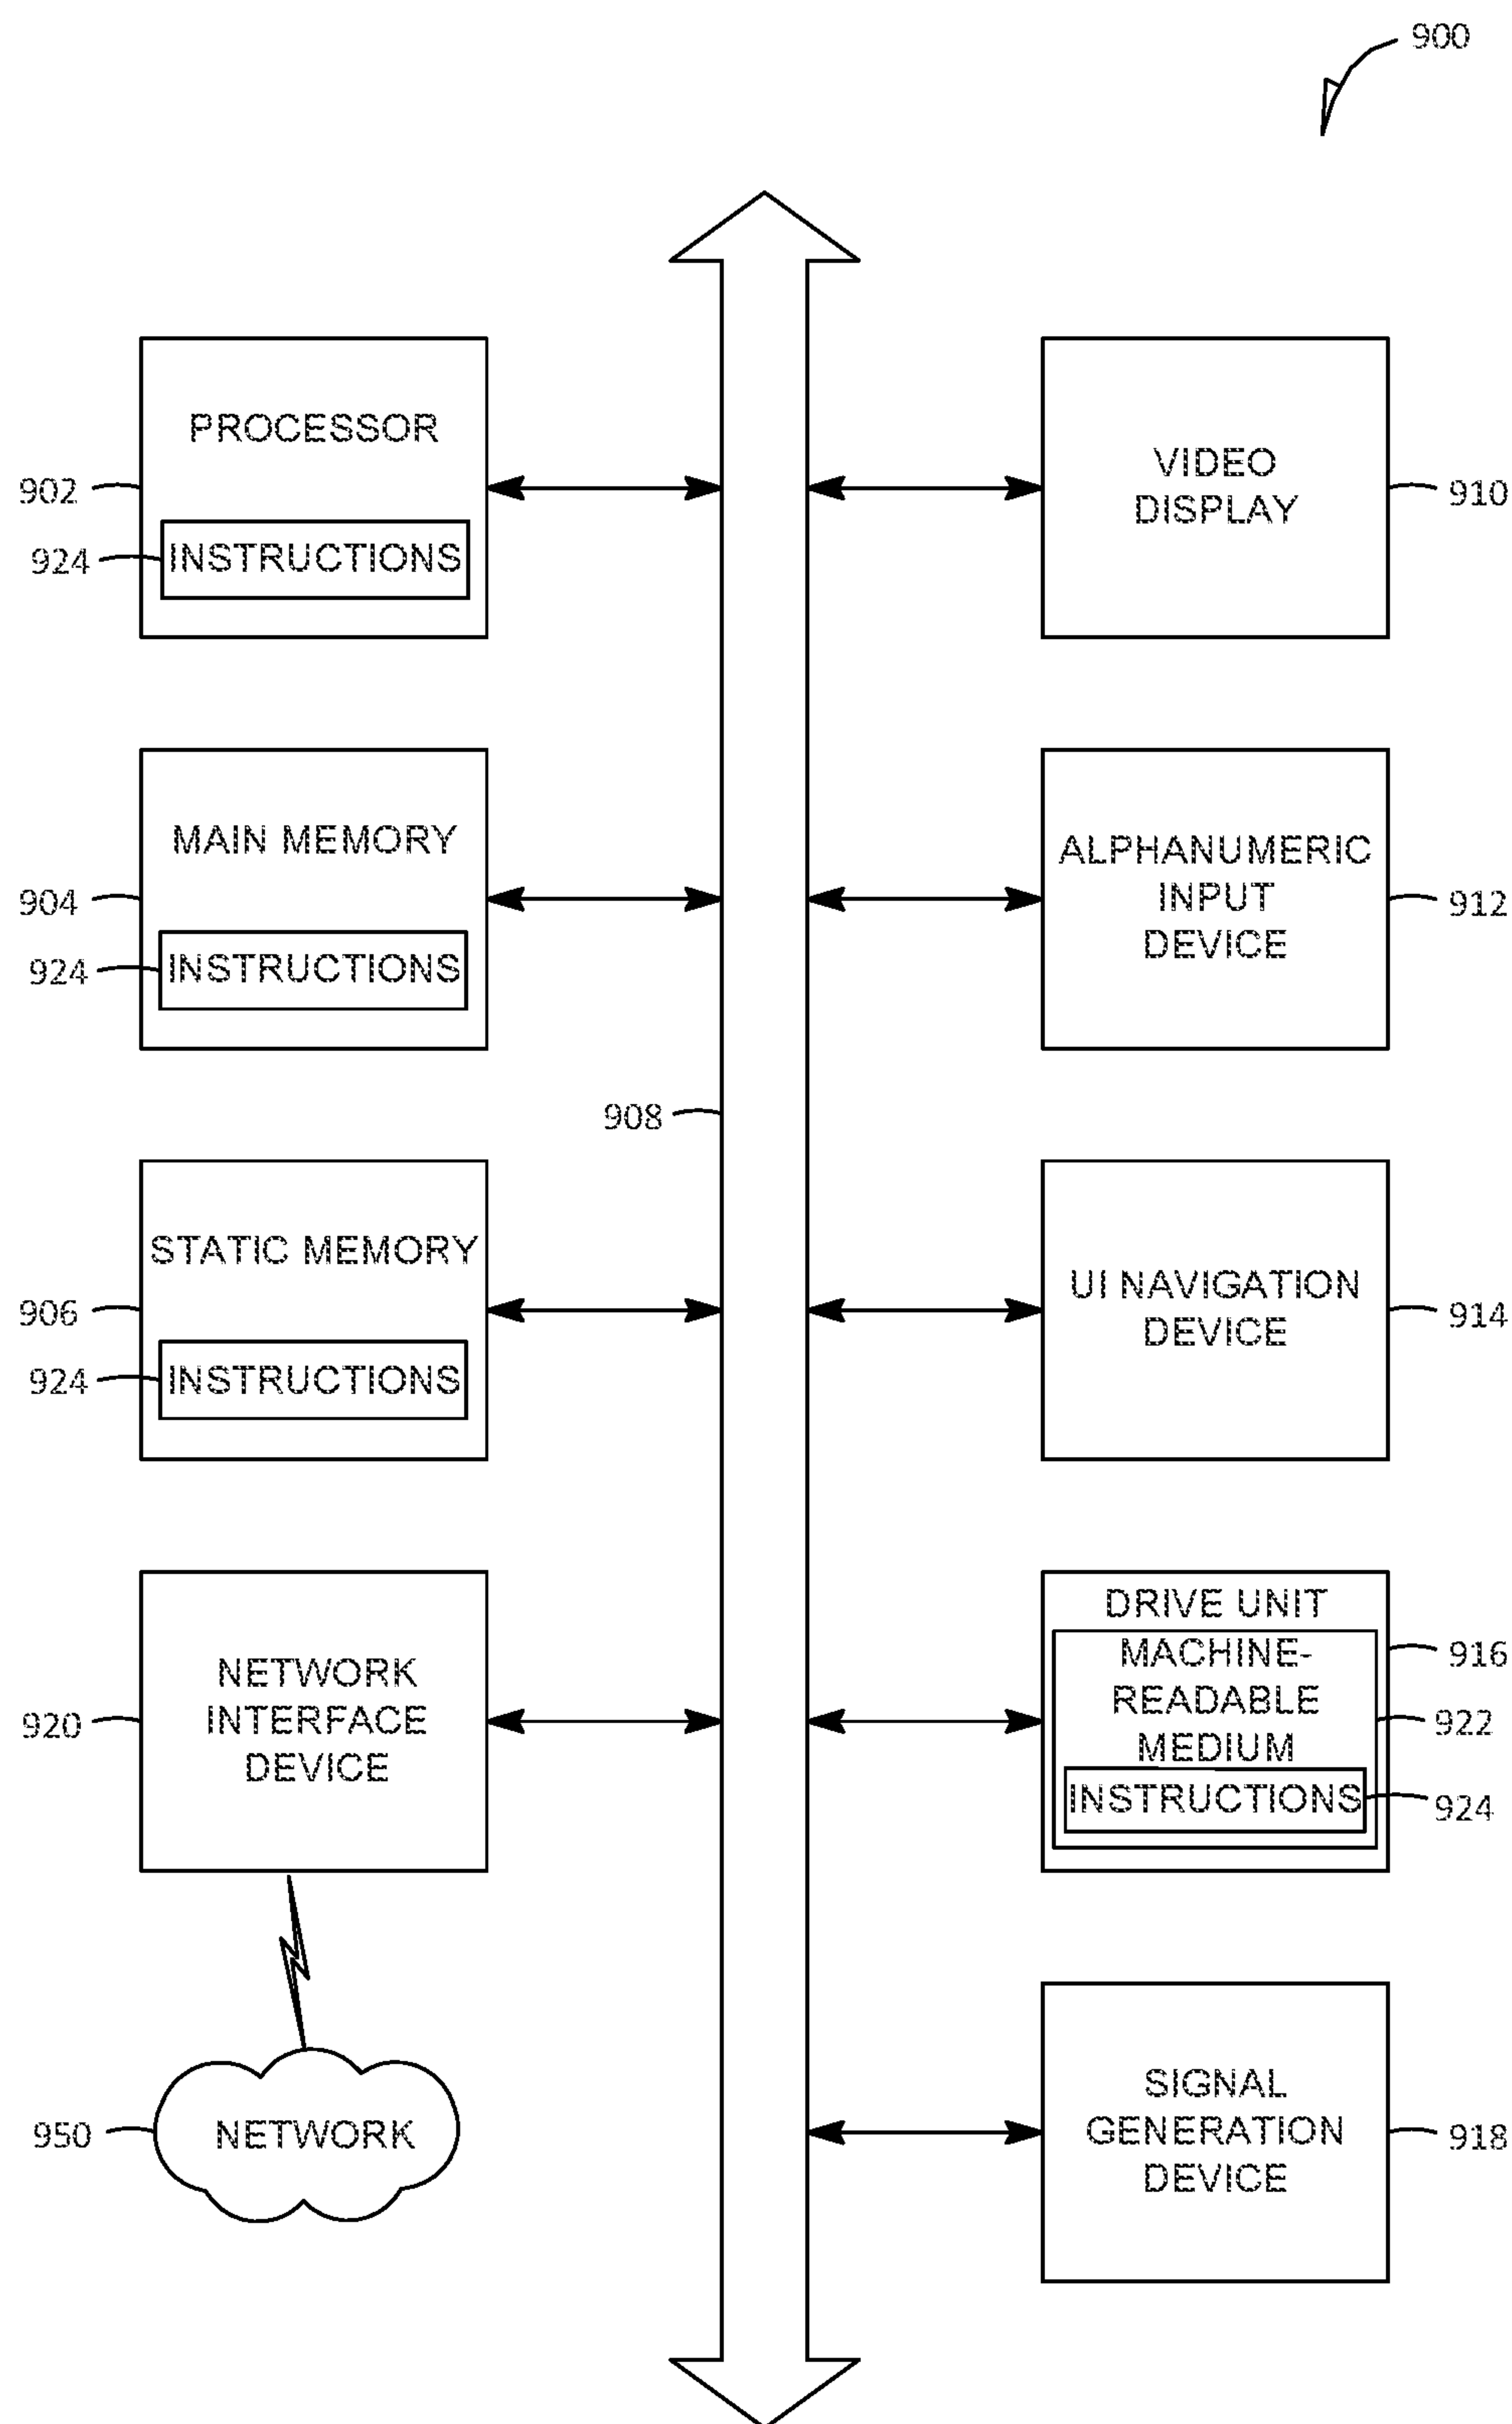 900
PROCESSOR
902
924
INSTRUCTIONS
VIDEO
DISPLAY
910
MAIN MEMORY
904
924
INSTRUCTIONS
ALPHANUMERIC
INPUT
DEVICE
912
908
STATIC MEMORY
906
924
INSTRUCTIONS
UI NAVIGATION
DEVICE
914
NETWORK
INTERFACE
DEVICE
920
DRIVE UNIT
916
MACHINE-
READABLE
MEDIUM
922
INSTRUCTIONS
924
950
NETWORK
SIGNAL
GENERATION
DEVICE
918